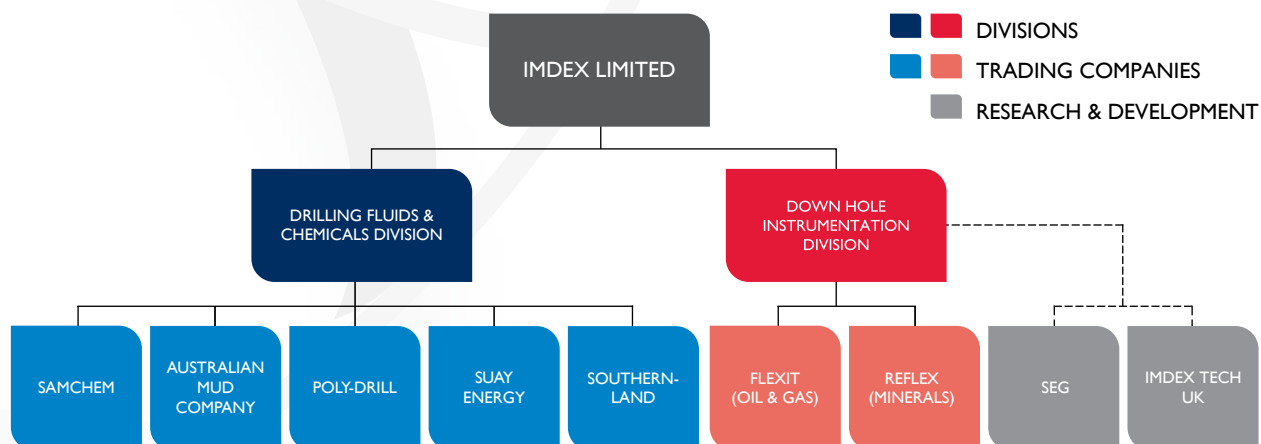 IMDEX LIMITED
DIVISIONS
TRADING COMPANIES
RESEARCH & DEVELOPMENT
DRILLING FLUIDS &
CHEMICALS DIVISION
DOWN HOLE
INSTRUMENTATION
DIVISION
SAMCHEM
AUSTRALIAN
MUD
COMPANY
POLY-DRILL
SUAY
ENERGY
SOUTHERN-
LAND
FLEXIT
(OIL & GAS)
REFLEX
(MINERALS)
SEG
IMDEX TECH
UK